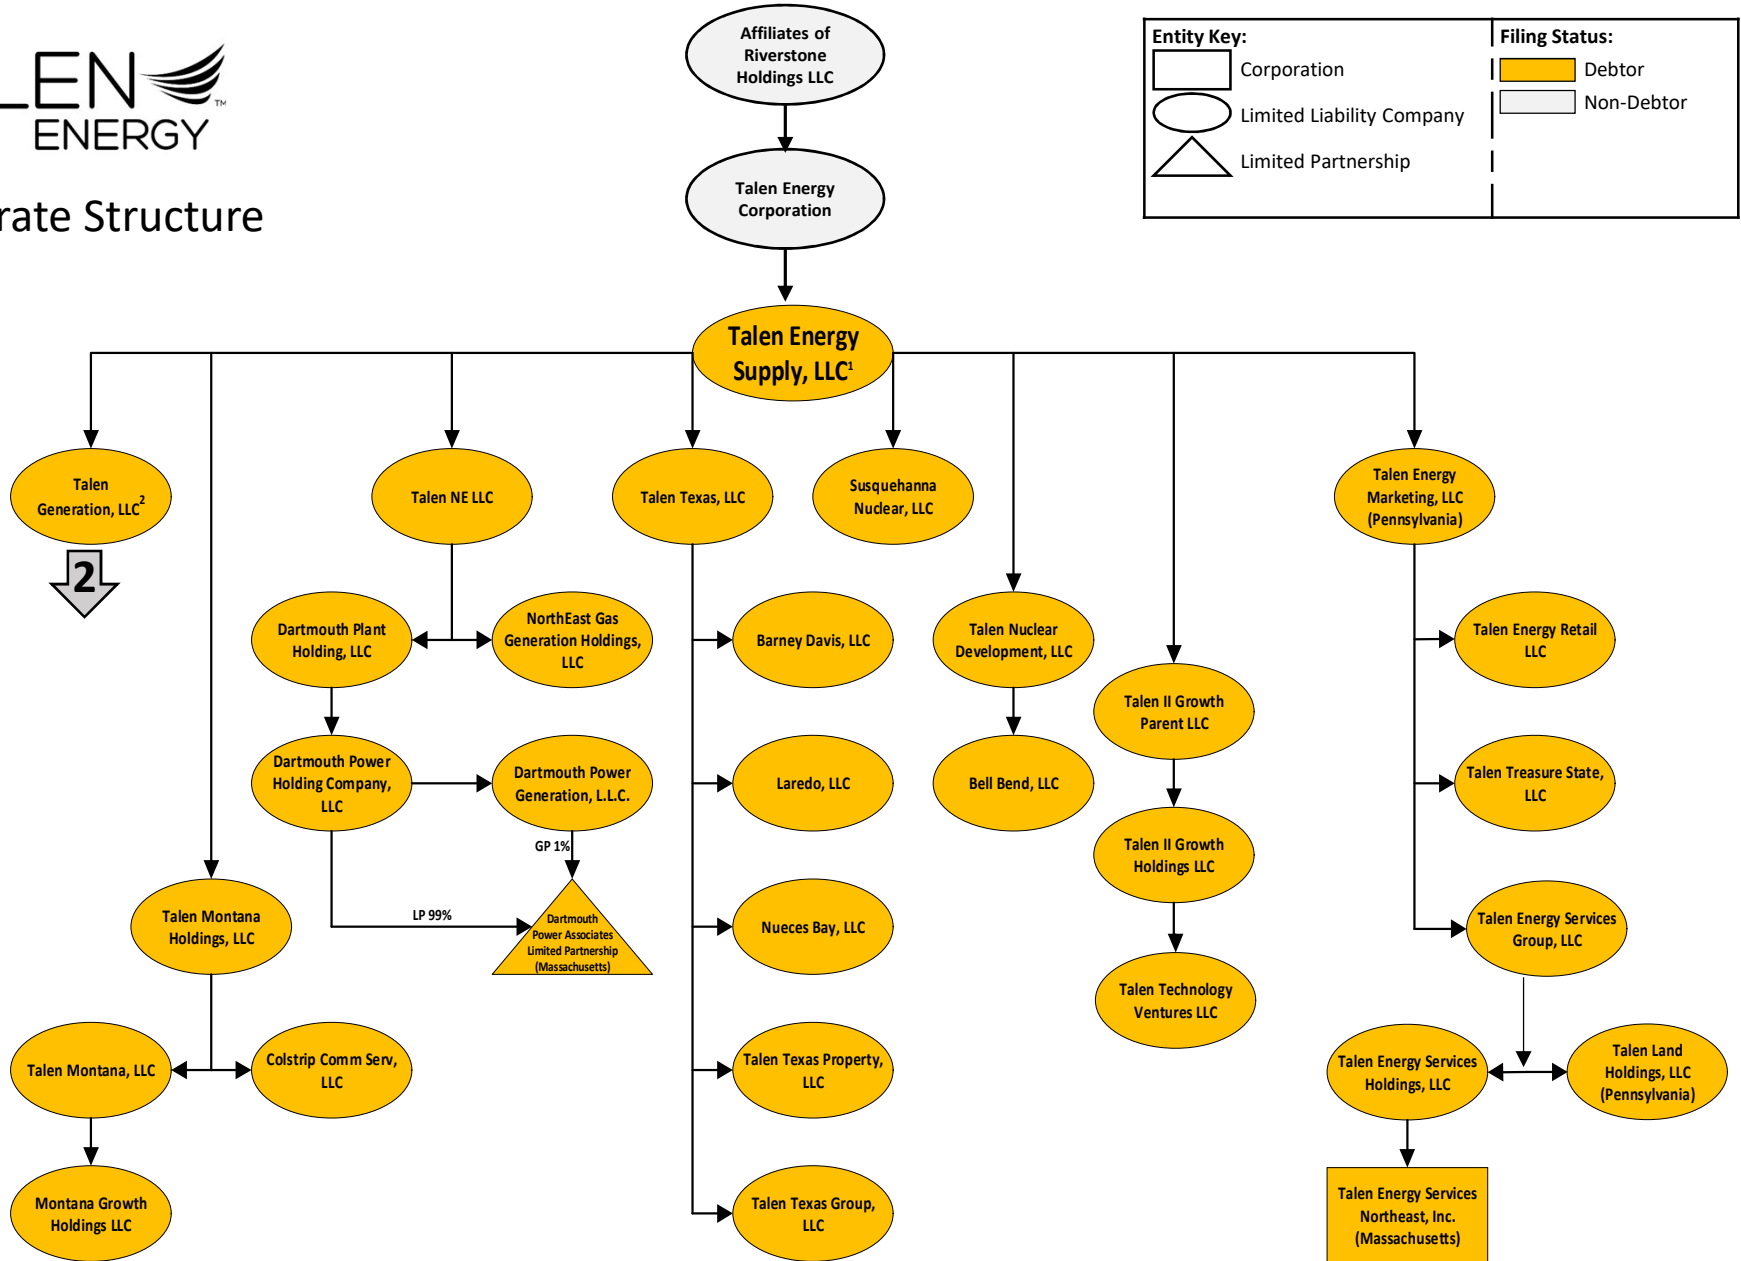 LEN
TM
ENERGY
rate Structure
Affiliates of
Riverstone
Holdings LLC
Talen Energy
Corporation
Entity Key:
Corporation
Limited Liability Company
Limited Partnership
Filing Status:
Debtor
Non-Debtor
Talen Energy
Supply, LLC¹
Talen
Generation, LLC²
2
Talen NE LLC
Talen Texas, LLC
Susquehanna
Nuclear, LLC
Talen Energy
Marketing, LLC
(Pennsylvania)
Dartmouth Plant
Holding, LLC
NorthEast Gas
Generation Holdings,
LLC
Barney Davis, LLC
Talen Nuclear
Development, LLC
Talen Energy Retail
LLC
Talen II Growth
Parent LLC
Dartmouth Power
Holding Company,
LLC
Dartmouth Power
Generation, L.L.C.
Laredo, LLC
Bell Bend, LLC
Talen Treasure State,
LLC
GP 1%
Talen II Growth
Holdings LLC
Talen Montana
Holdings, LLC
LP 99%
Dartmouth
Power Associates
Limited Partnership
(Massachusetts)
Nueces Bay, LLC
Talen Energy Services
Group, LLC
Talen Technology
Ventures LLC
Talen Montana, LLC
Colstrip Comm Serv,
LLC
Talen Texas Property,
LLC
Talen Energy Services
Holdings, LLC
Talen Land
Holdings, LLC
(Pennsylvania)
Montana Growth
Holdings LLC
Talen Texas Group,
LLC
Talen Energy Services
Northeast, Inc.
(Massachusetts)